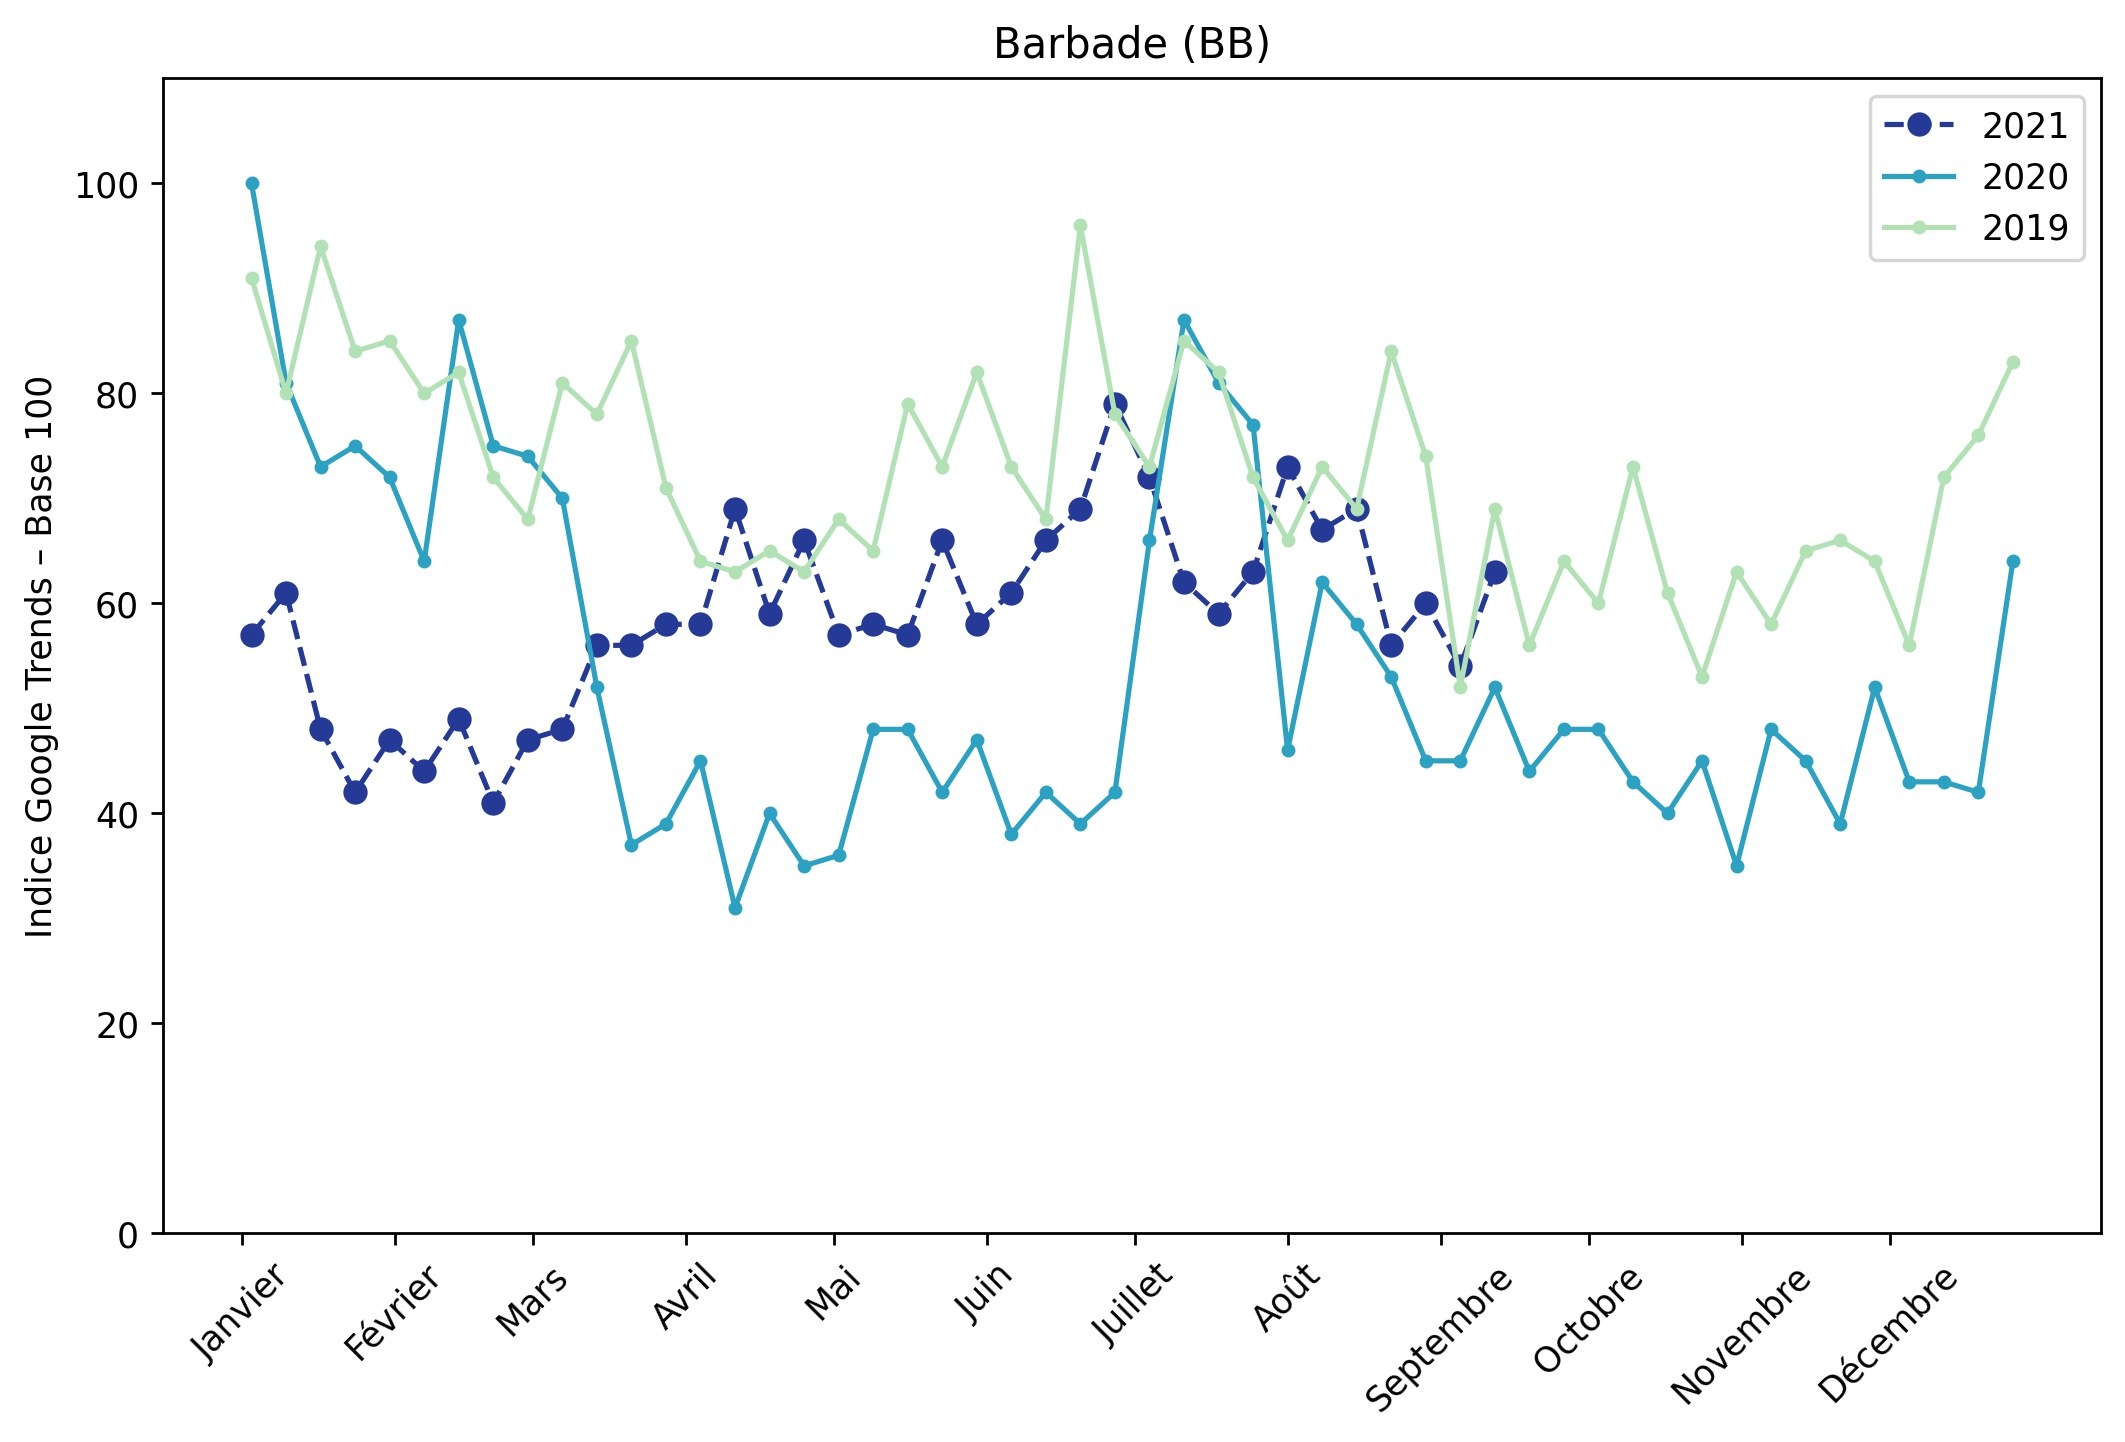 Barbade (BB)
2021
2020
2019
Indice Google Trends – Base 100
100
80
60
40
20
0
Janvier
Février
Mars
Avril
Mai
Juin
Juillet
Août
Septembre
Octobre
Novembre
Décembre